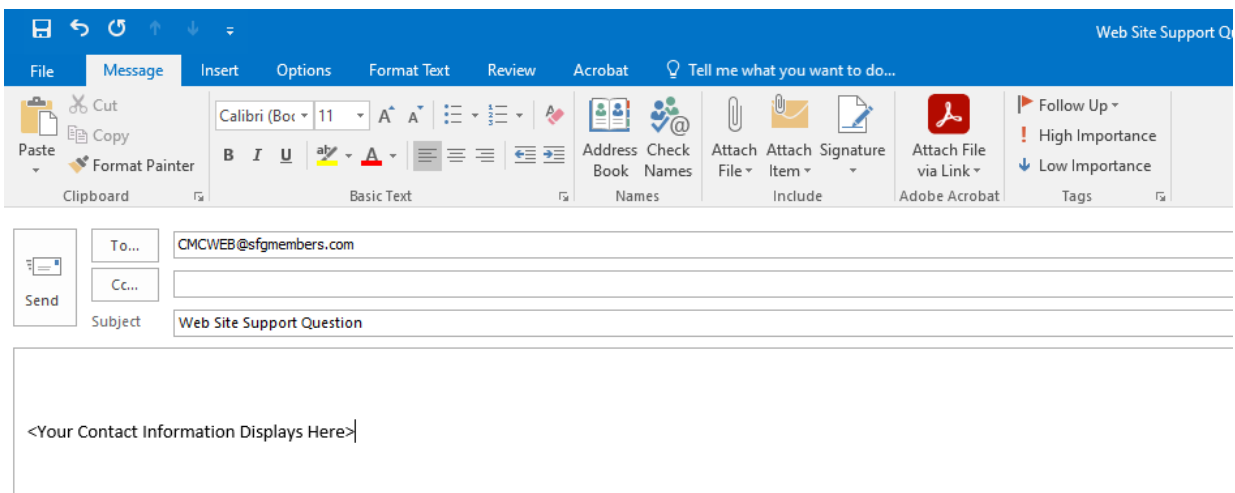 Web Site Support Qu
File Message Insert Options Format Text Review Acrobat Tell me what you want to do...
Paste
Cut
Copy
Format Painter
Clipboard
Calibri (Boc 11
B I U
Basic Text
Address Book
Check Names
Names
Attach File
Attach Item
Signature
Include
Attach File via Link
Adobe Acrobat
Follow Up
High Importance
Low Importance
Tags
Send
To... CMCWEB@sfgmembers.com
Cc...
Subject Web Site Support Question
<Your Contact Information Displays Here>